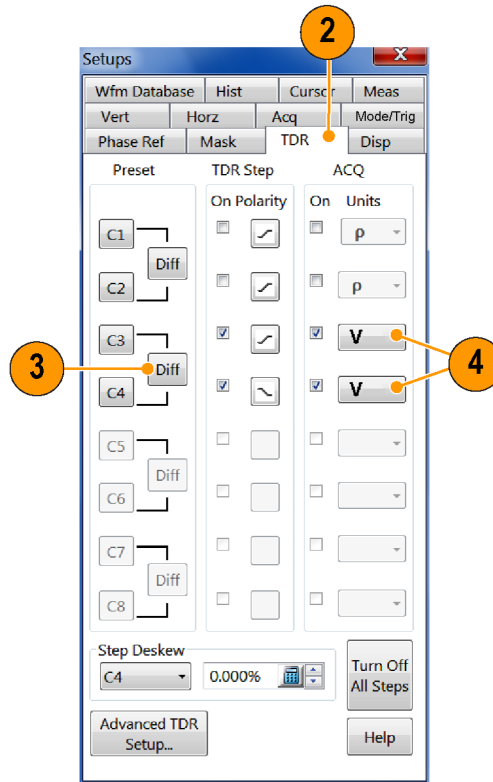 2
Setups
X
Wfm Database Hist Cursor Meas
Vert Horz Acq Mode/Trig
Phase Ref Mask TDR Disp
Preset TDR Step ACQ
On Polarity On Units
C1 ρ
Diff
C2 ρ
C3 V
3 Diff 4
C4 V
C5
Diff
C6
C7
Diff
C8
Step Deskew
C4 0.000%
Turn Off
All Steps
Advanced TDR
Setup...
Help